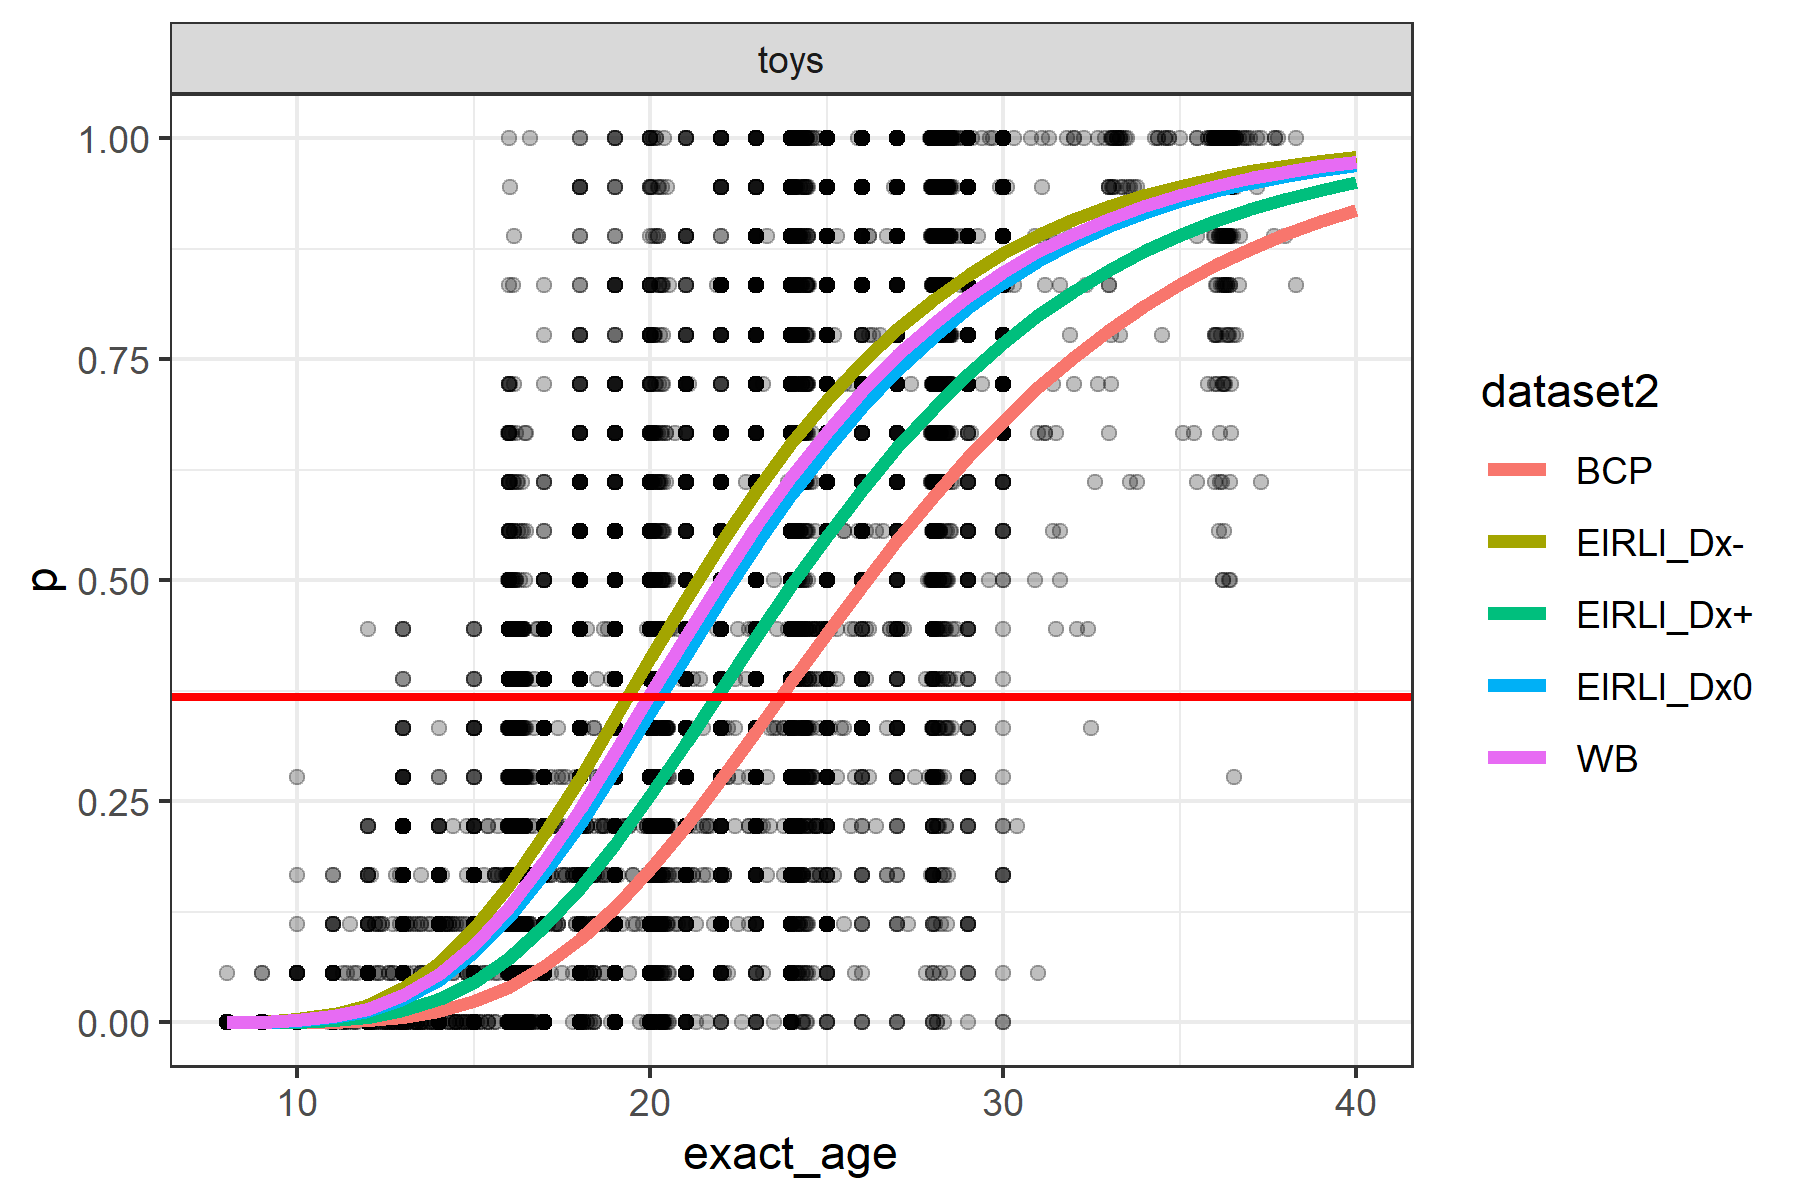 toys
1.00
0.75
0.50
0.25
0.00
p
10
20
30
40
exact_age
dataset2
BCP
EIRLI_Dx-
EIRLI_Dx+
EIRLI_Dx0
WB